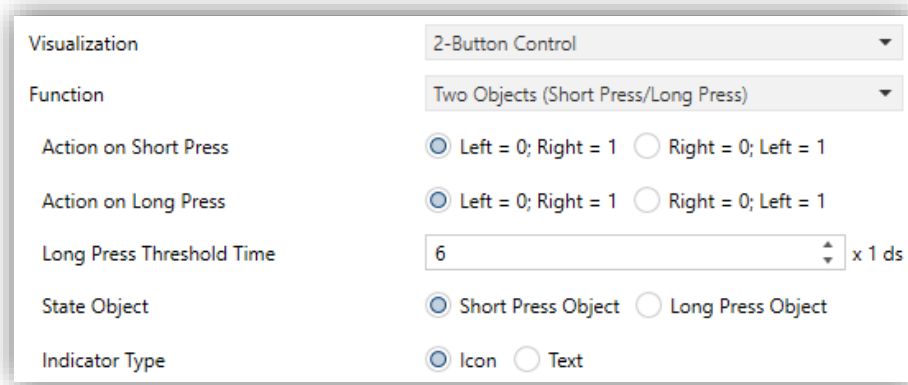 Visualization 2-Button Control
Function Two Objects (Short Press/Long Press)
Action on Short Press Left = 0; Right = 1 Right = 0; Left = 1
Action on Long Press Left = 0; Right = 1 Right = 0; Left = 1
Long Press Threshold Time 6 x 1 ds
State Object Short Press Object Long Press Object
Indicator Type Icon Text